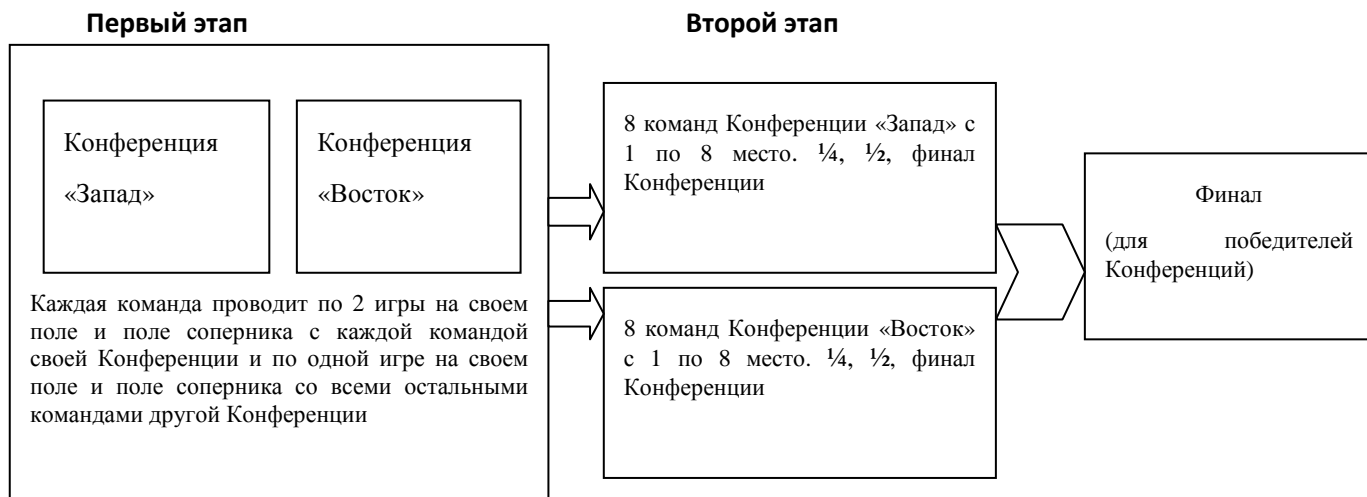 Первый этап
Второй этап
Конференция
«Запад»
Конференция
«Восток»
Каждая команда проводит по 2 игры на своем
поле и поле соперника с каждой командой
своей Конференции и по одной игре на своем
поле и поле соперника со всеми остальными
командами другой Конференции
8 команд Конференции «Запад» с
1 по 8 место. ¼, ½, финал
Конференции
8 команд Конференции «Восток»
с 1 по 8 место. ¼, ½, финал
Конференции
Финал
(для победителей
Конференций)